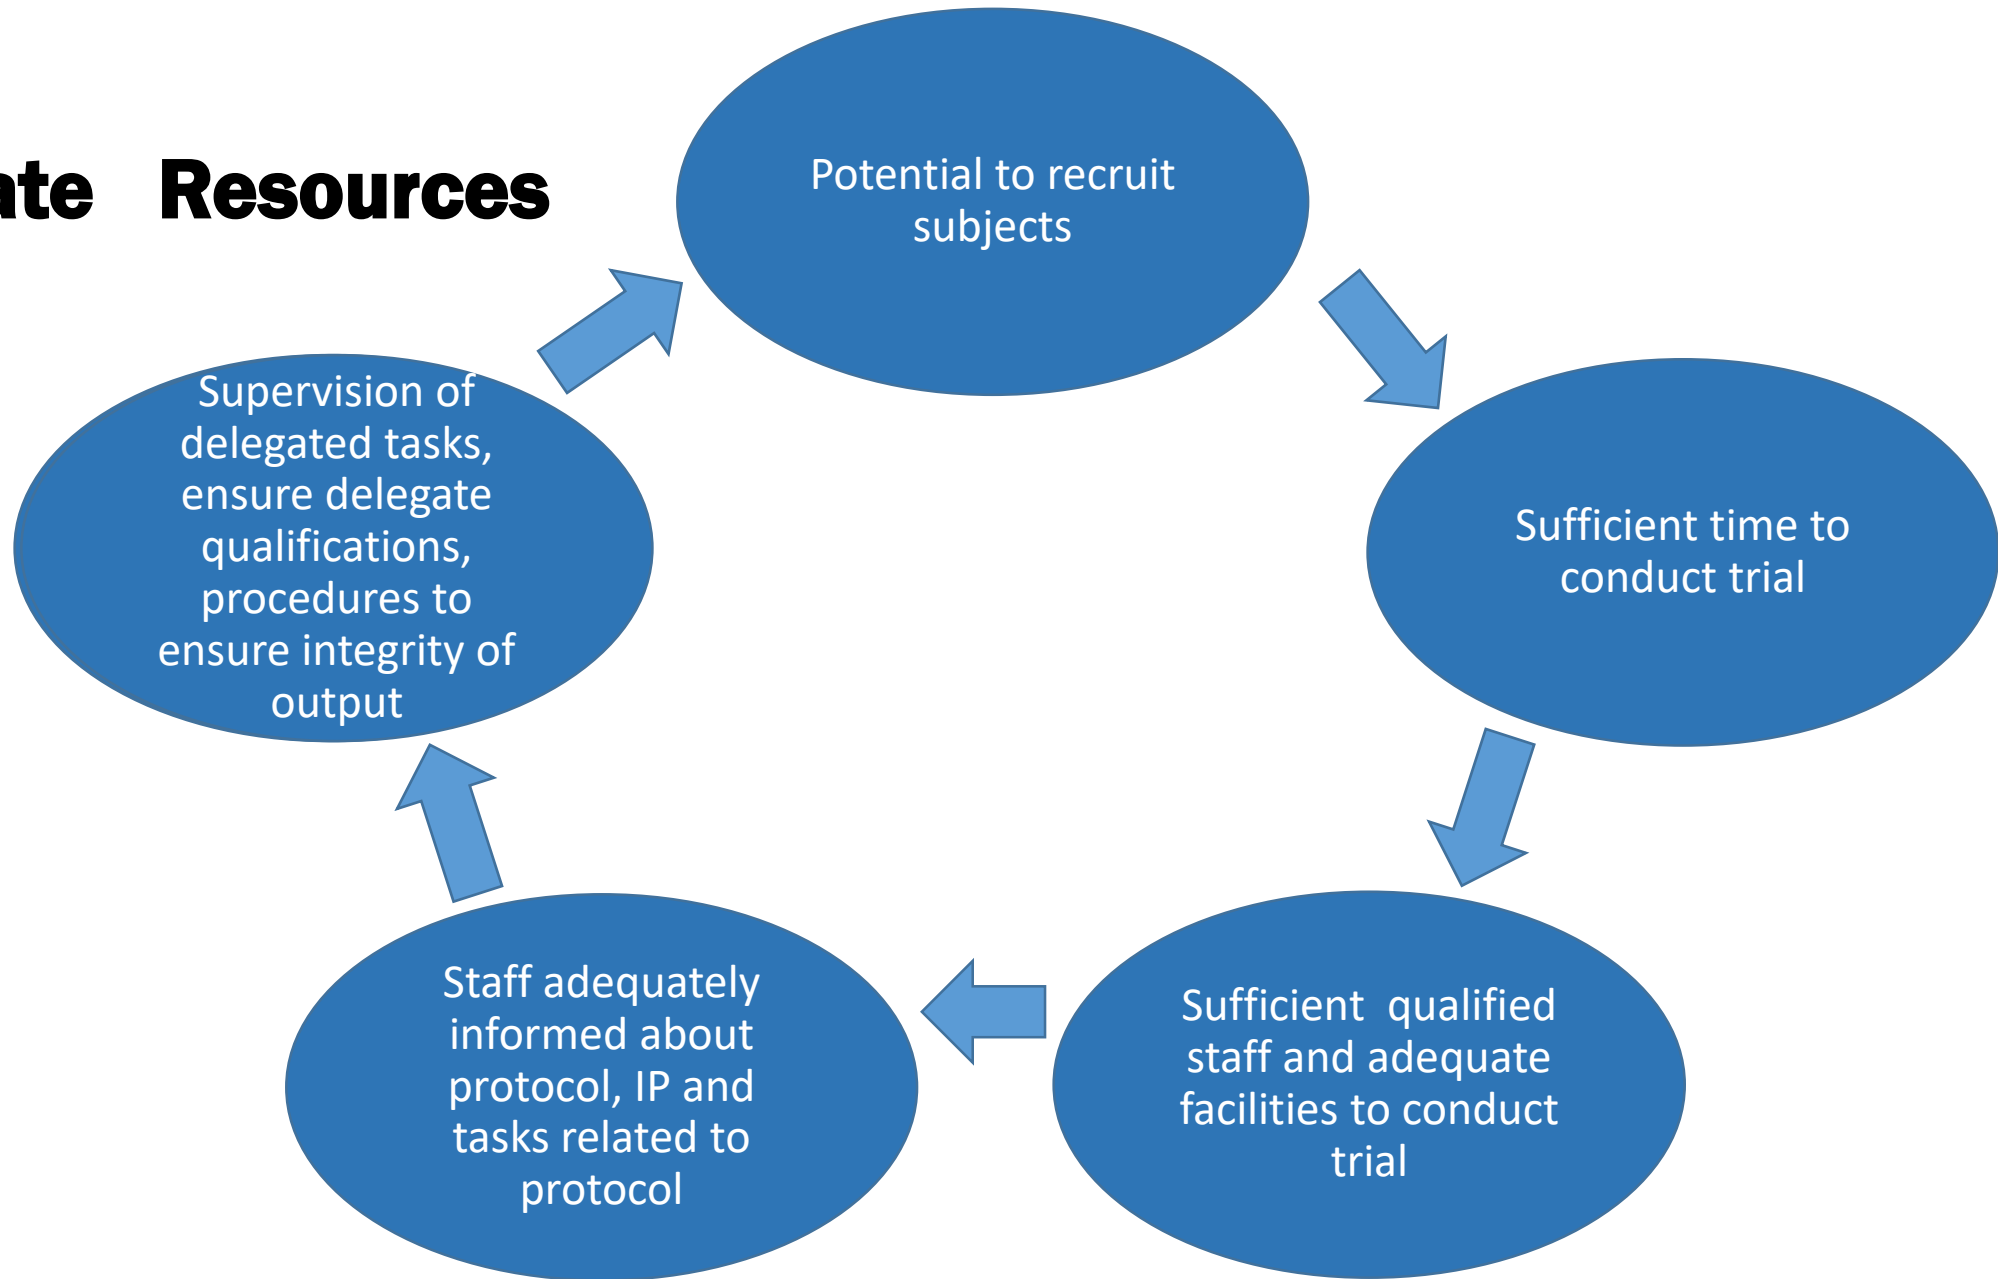 ate Resources
Potential to recruit
subjects
Sufficient time to
conduct trial
Sufficient qualified
staff and adequate
facilities to conduct
trial
Staff adequately
informed about
protocol, IP and
tasks related to
protocol
Supervision of
delegated tasks,
ensure delegate
qualifications,
procedures to
ensure integrity of
output